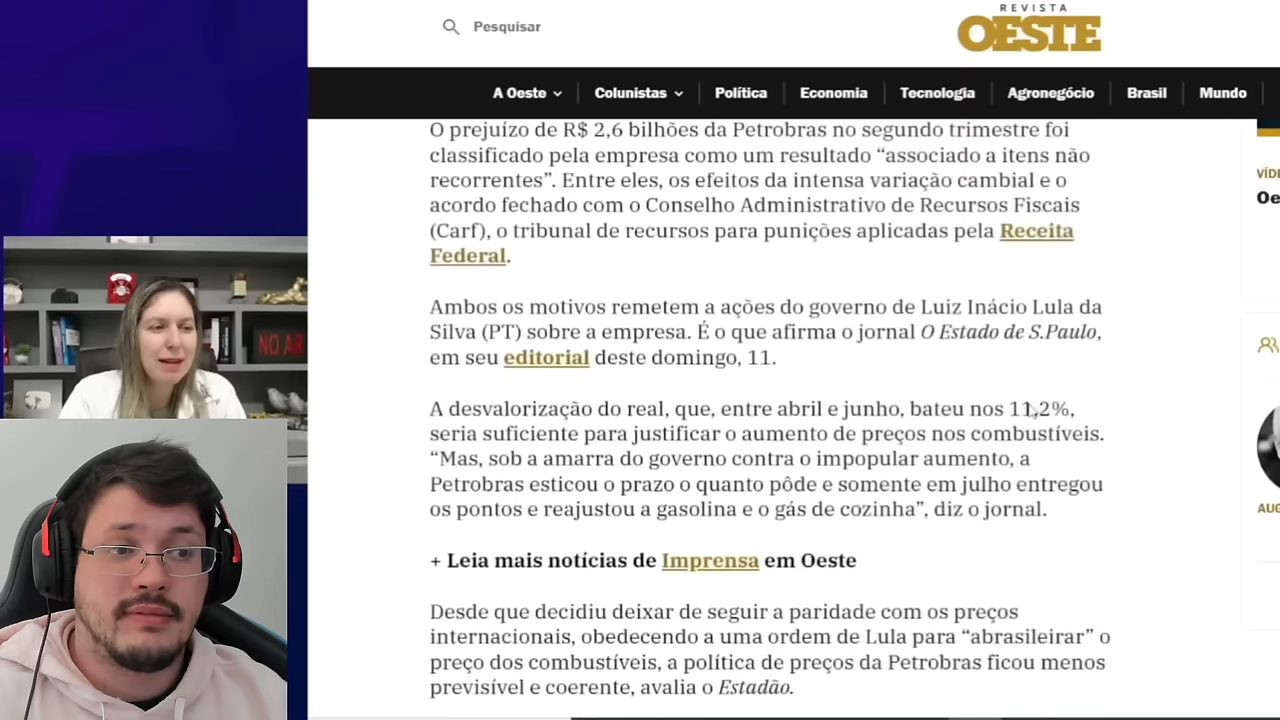 Pesquisar
REVISTA
OESTE
A Oeste
Colunistas
Política
Economia
Tecnologia
Agronegócio
Brasil
Mundo
O prejuízo de R$ 2,6 bilhões da Petrobras no segundo trimestre foi
classificado pela empresa como um resultado “associado a itens não
recorrentes”. Entre eles, os efeitos da intensa variação cambial e o
acordo fechado com o Conselho Administrativo de Recursos Fiscais
(Carf), o tribunal de recursos para punições aplicadas pela Receita
Federal.
Ambos os motivos remetem a ações do governo de Luiz Inácio Lula da
Silva (PT) sobre a empresa. É o que afirma o jornal O Estado de S.Paulo,
em seu editorial deste domingo, 11.
A desvalorização do real, que, entre abril e junho, bateu nos 11,2%,
seria suficiente para justificar o aumento de preços nos combustíveis.
“Mas, sob a amarra do governo contra o impopular aumento, a
Petrobras esticou o prazo o quanto pôde e somente em julho entregou
os pontos e reajustou a gasolina e o gás de cozinha”, diz o jornal.
+ Leia mais notícias de Imprensa em Oeste
Desde que decidiu deixar de seguir a paridade com os preços
internacionais, obedecendo a uma ordem de Lula para “abrasileirar” o
preço dos combustíveis, a política de preços da Petrobras ficou menos
previsível e coerente, avalia o Estadão.
VÍDE
Oe
AUG
NO AR